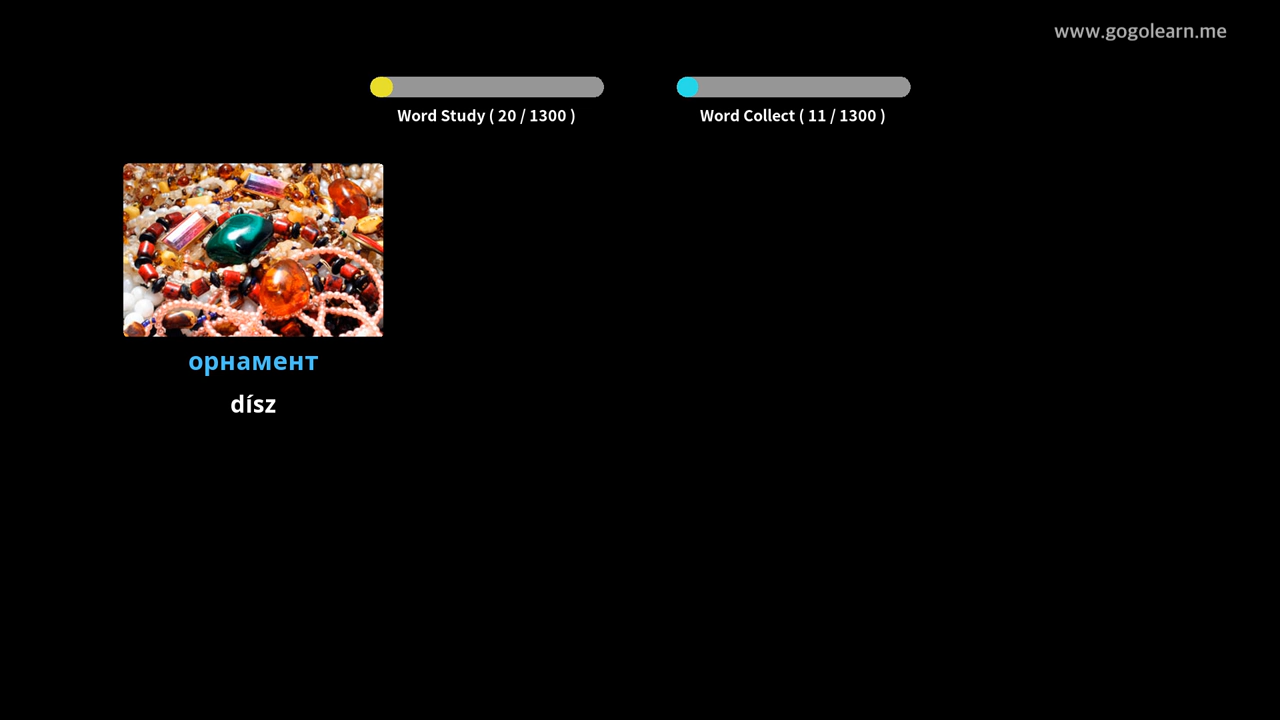 www.gogolearn.me
Word Study ( 20 / 1300 )
Word Collect ( 11 / 1300 )
орнамент
dísz